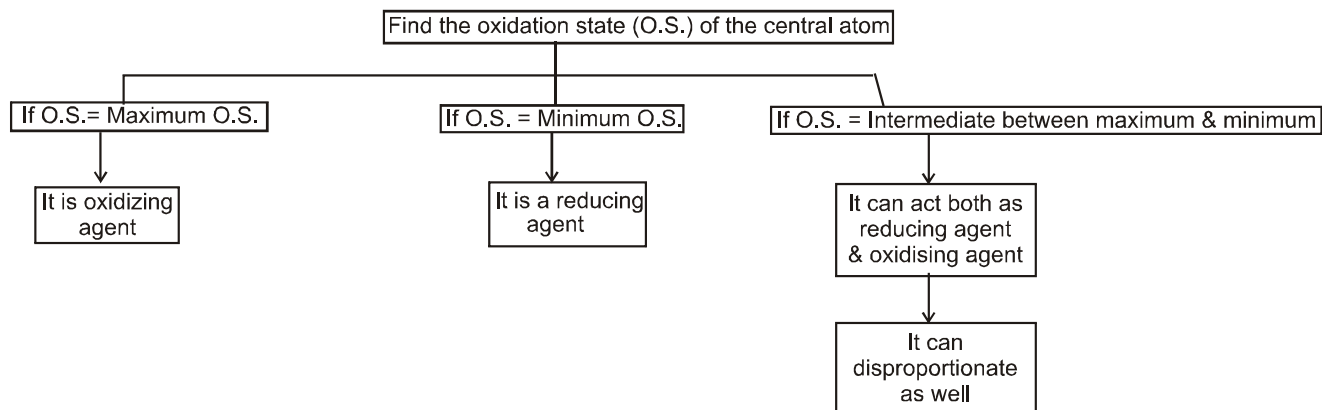 Find the oxidation state (O.S.) of the central atom
If O.S.= Maximum O.S.
If O.S. = Minimum O.S.
If O.S. = Intermediate between maximum & minimum
It is oxidizing
agent
It is a reducing
agent
It can act both as
reducing agent
& oxidising agent
It can
disproportionate
as well